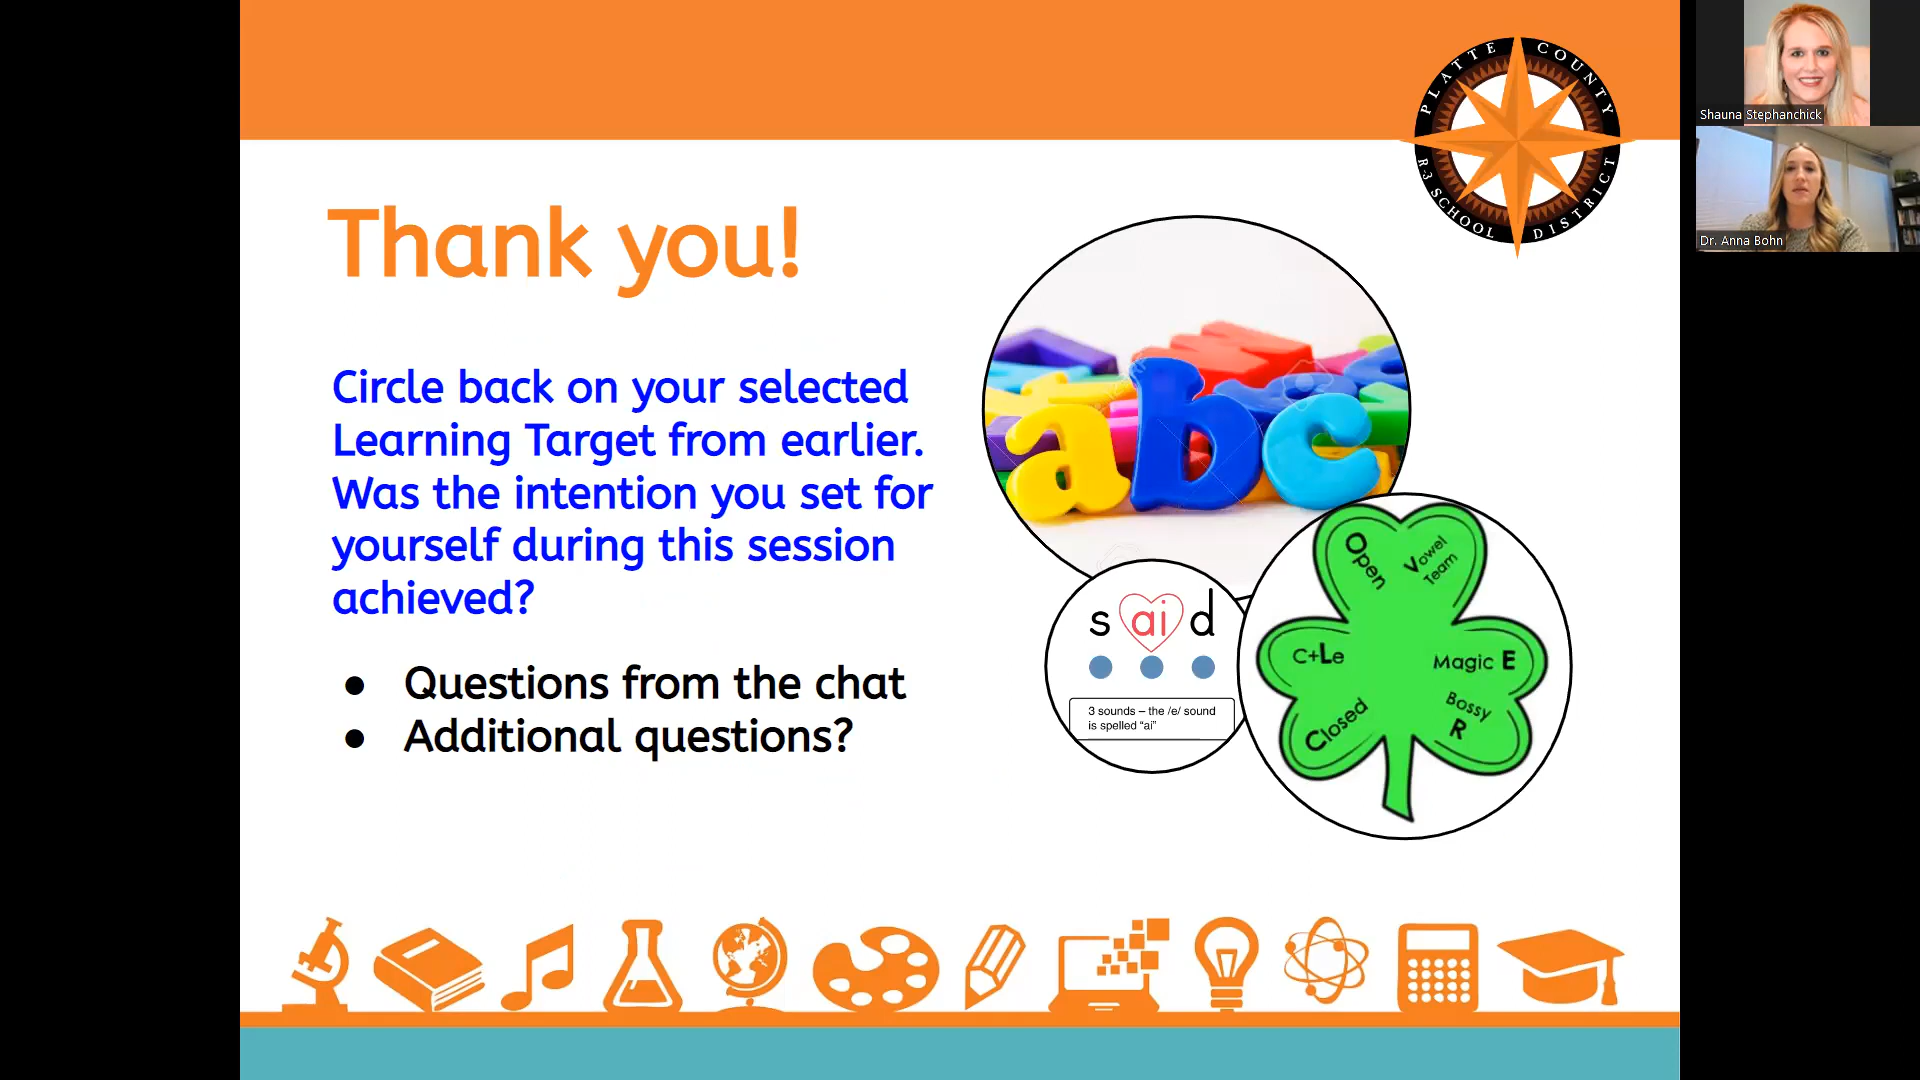 PLATTE COUNTY
R-3 SCHOOL DISTRICT
Shauna Stephanchick
Dr. Anna Bohn
Thank you!
Circle back on your selected
Learning Target from earlier.
Was the intention you set for
yourself during this session
achieved?
● Questions from the chat
● Additional questions?
abc
s ai d
3 sounds – the /e/ sound
is spelled “ai”
Open
Vowel
Team
C+Le
Magic E
Closed
Bossy
R